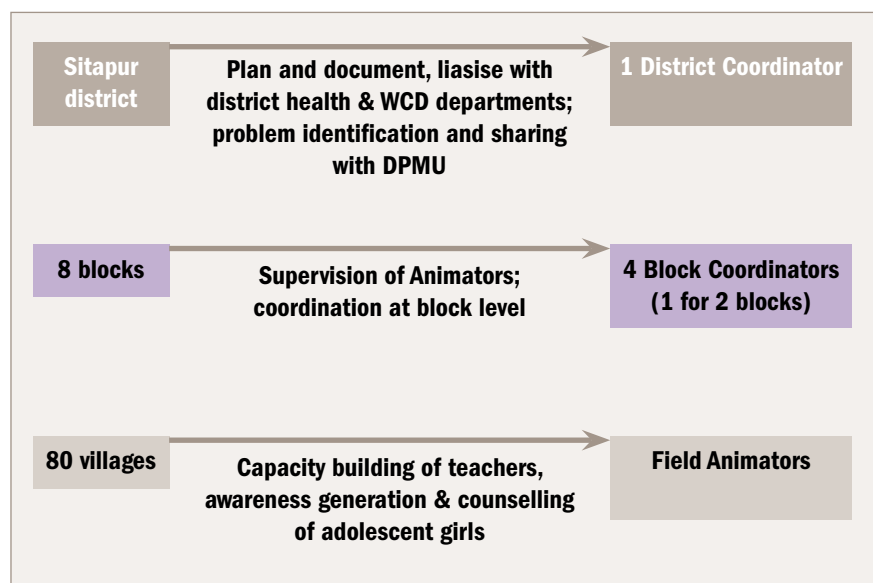 Sitapur
district
Plan and document, liasise with
district health & WCD departments;
problem identification and sharing
with DPMU
1 District Coordinator
8 blocks
Supervision of Animators;
coordination at block level
4 Block Coordinators
(1 for 2 blocks)
80 villages
Capacity building of teachers,
awareness generation & counselling
of adolescent girls
Field Animators